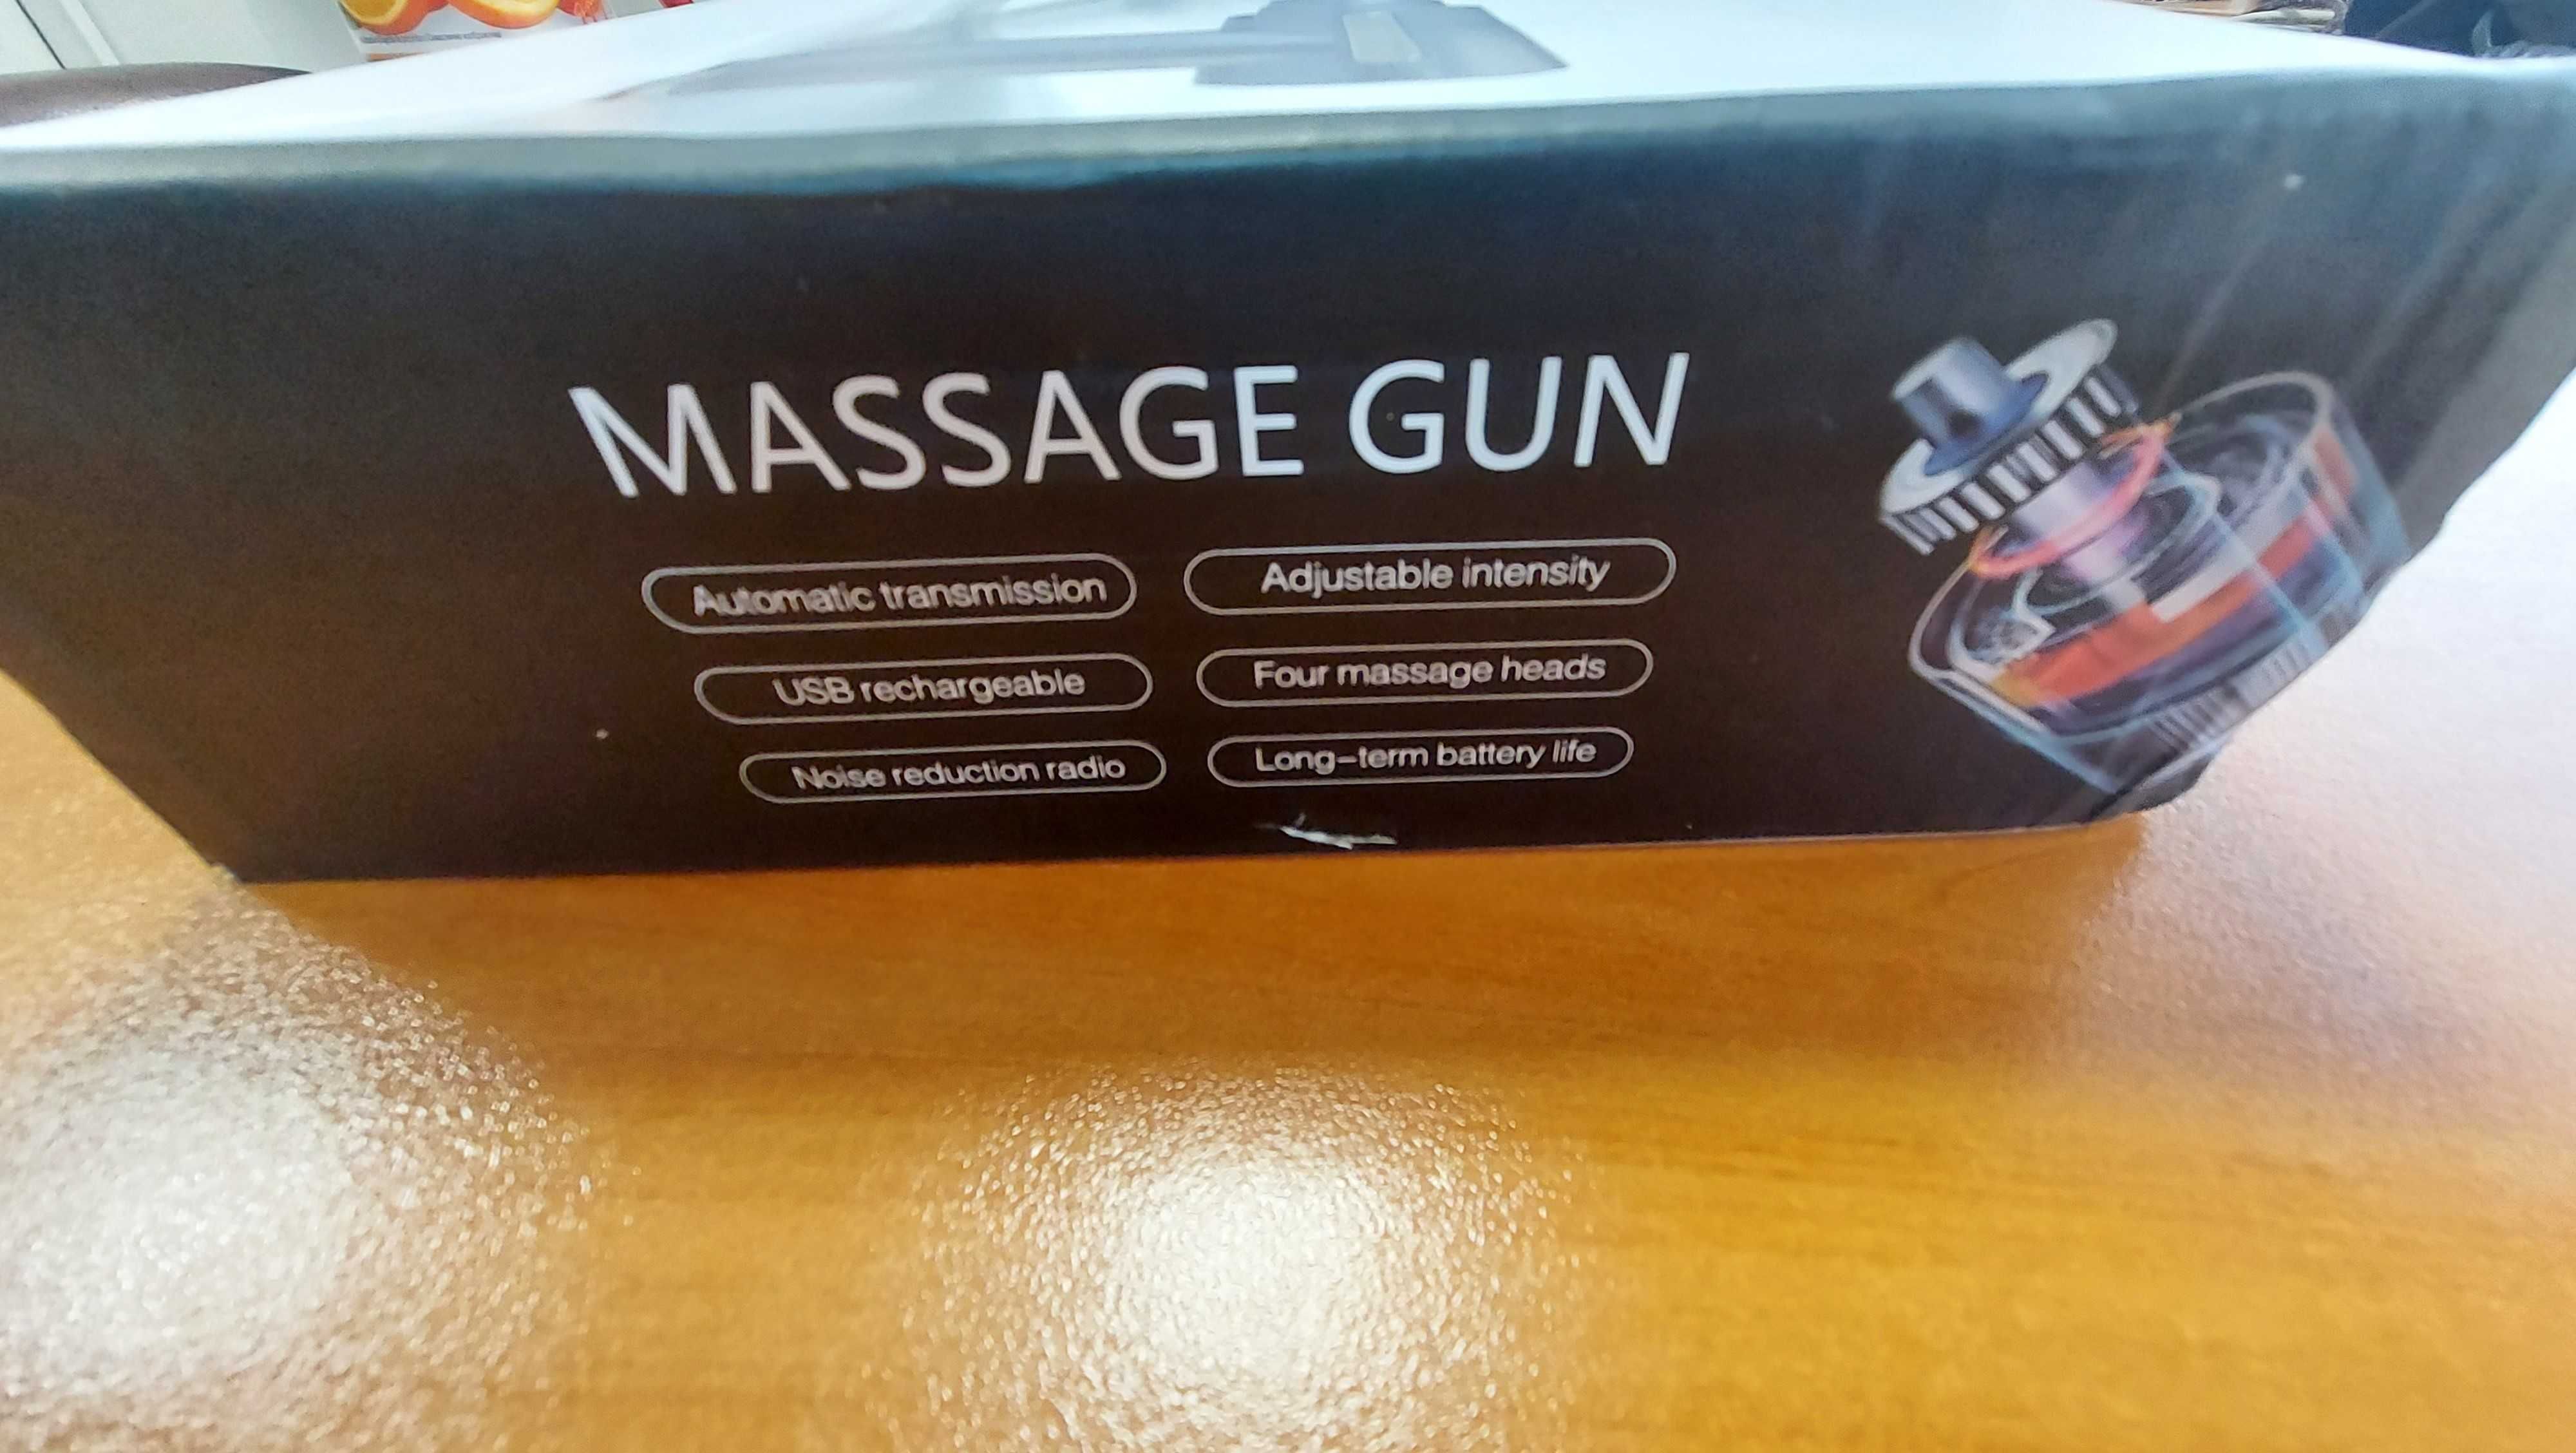 MASSAGE GUN
Automatic transmission
Adjustable intensity
USB rechargeable
Four massage heads
Noise reduction radio
Long-term battery life